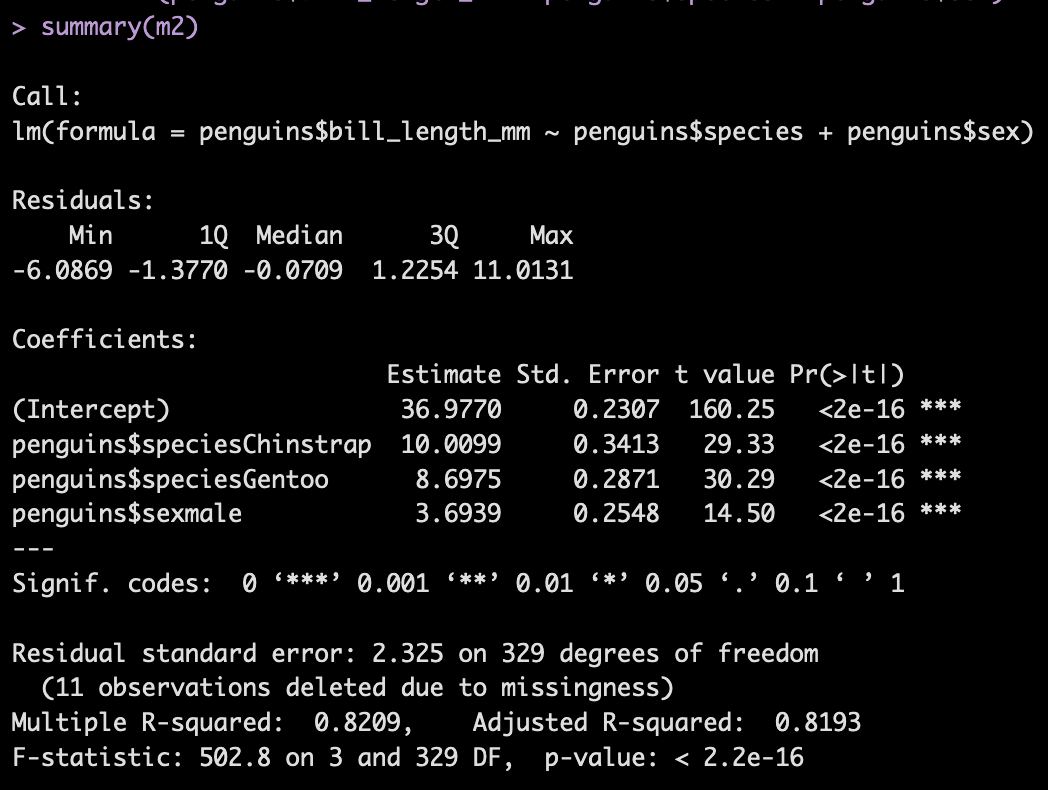 > summary(m2)

Call:
lm(formula = penguins$bill_length_mm ~ penguins$species + penguins$sex)

Residuals:
    Min      1Q  Median      3Q     Max
-6.0869 -1.3770 -0.0709  1.2254 11.0131

Coefficients:
                          Estimate Std. Error t value Pr(>|t|)
(Intercept)                36.9770     0.2307  160.25   <2e-16 ***
penguins$speciesChinstrap  10.0099     0.3413   29.33   <2e-16 ***
penguins$speciesGentoo      8.6975     0.2871   30.29   <2e-16 ***
penguins$sexmale            3.6939     0.2548   14.50   <2e-16 ***
---
Signif. codes:  0 ‘***’ 0.001 ‘**’ 0.01 ‘*’ 0.05 ‘.’ 0.1 ‘ ’ 1

Residual standard error: 2.325 on 329 degrees of freedom
  (11 observations deleted due to missingness)
Multiple R-squared:  0.8209,	Adjusted R-squared:  0.8193
F-statistic: 502.8 on 3 and 329 DF,  p-value: < 2.2e-16